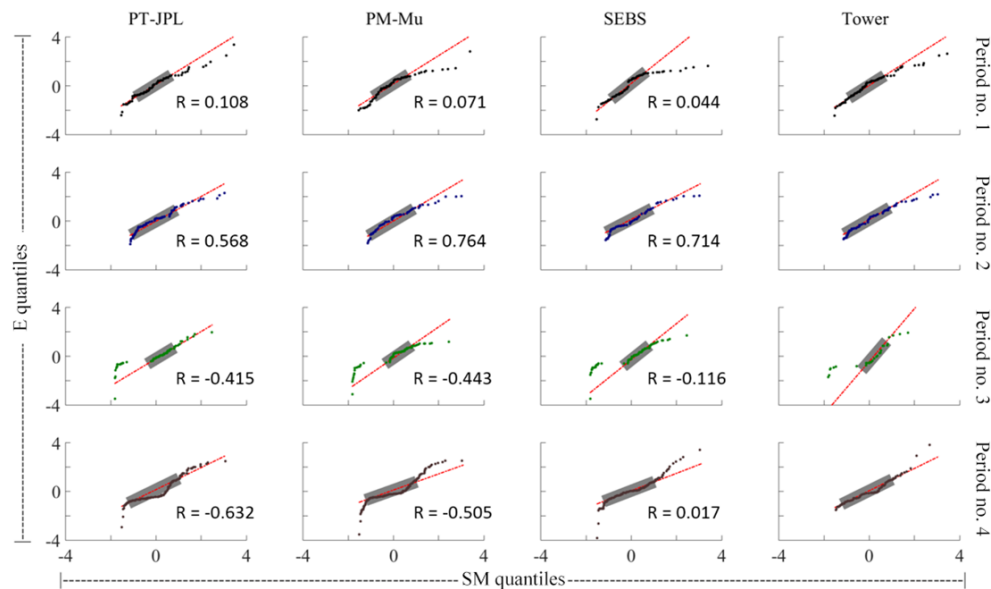 PT-JPL PM-Mu SEBS Tower
4
0
-4
R = 0.108 R = 0.071 R = 0.044
Period no. 1
4
0
-4
R = 0.568 R = 0.764 R = 0.714
Period no. 2
4
0
-4
R = -0.415 R = -0.443 R = -0.116
Period no. 3
4
0
-4
R = -0.632 R = -0.505 R = 0.017
Period no. 4
E quantiles
-4 0 4 -4 0 4 -4 0 4 -4 0 4
SM quantiles